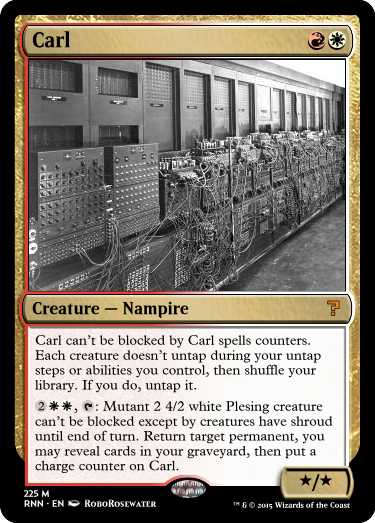 Carl
Creature — Nampire
Carl can't be blocked by Carl spells counters.
Each creature doesn't untap during your untap
steps or abilities you control, then shuffle your
library. If you do, untap it.
2, : Mutant 2 4/2 white Plesing creature
can't be blocked except by creatures have shroud
until end of turn. Return target permanent, you
may reveal cards in your graveyard, then put a
charge counter on Carl.
★/★
225 M
RNN • EN RoboRosewater
™ & © 2015 Wizards of the Coast